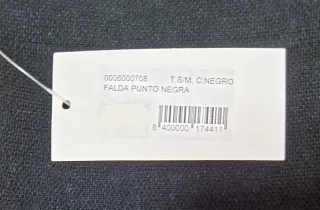 0006000708 T S/M, C:NEGRO
FALDA PUNTO NEGRA
8 400000 174411